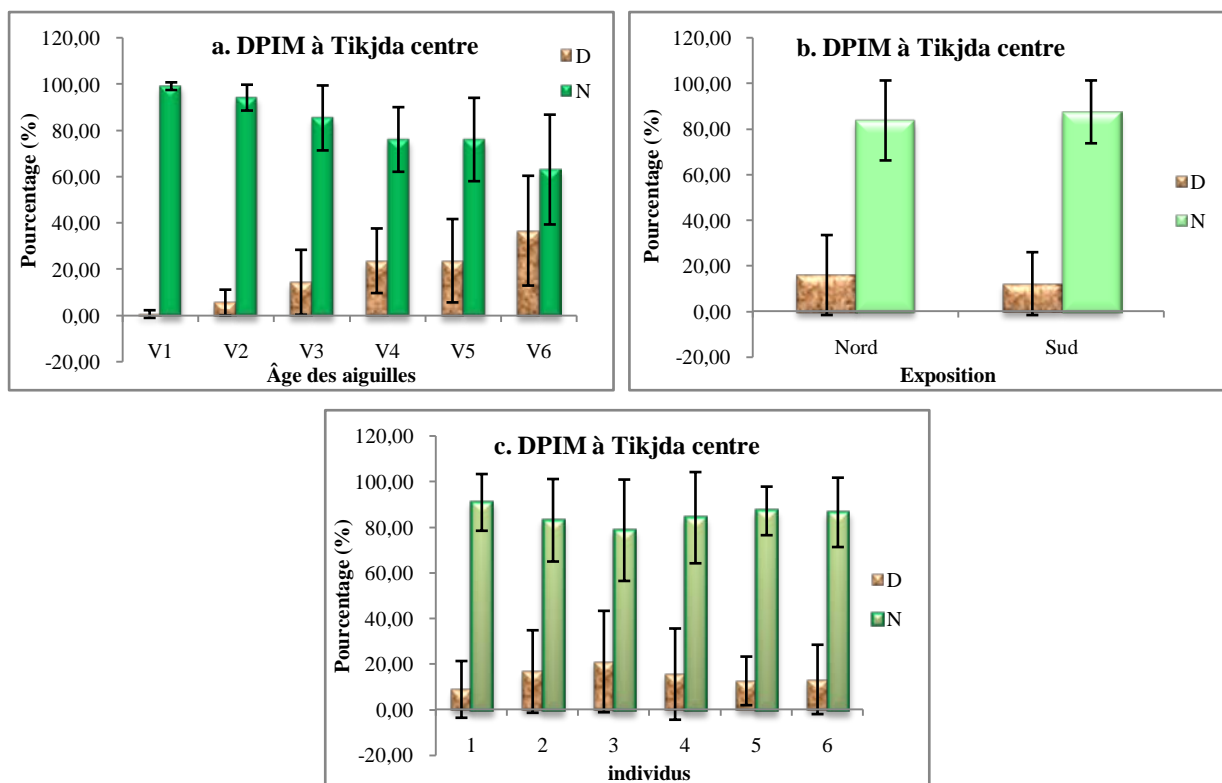 a. DPIM à Tikjda centre
120,00
100,00
80,00
60,00
40,00
20,00
0,00
-20,00
Pourcentage (%)
V1 V2 V3 V4 V5 V6
Âge des aiguilles
D
N
b. DPIM à Tikjda centre
120,00
100,00
80,00
60,00
40,00
20,00
0,00
-20,00
Pourcentage (%)
Nord Sud
Exposition
D
N
c. DPIM à Tikjda centre
120,00
100,00
80,00
60,00
40,00
20,00
0,00
-20,00
Pourcentage (%)
1 2 3 4 5 6
individus
D
N